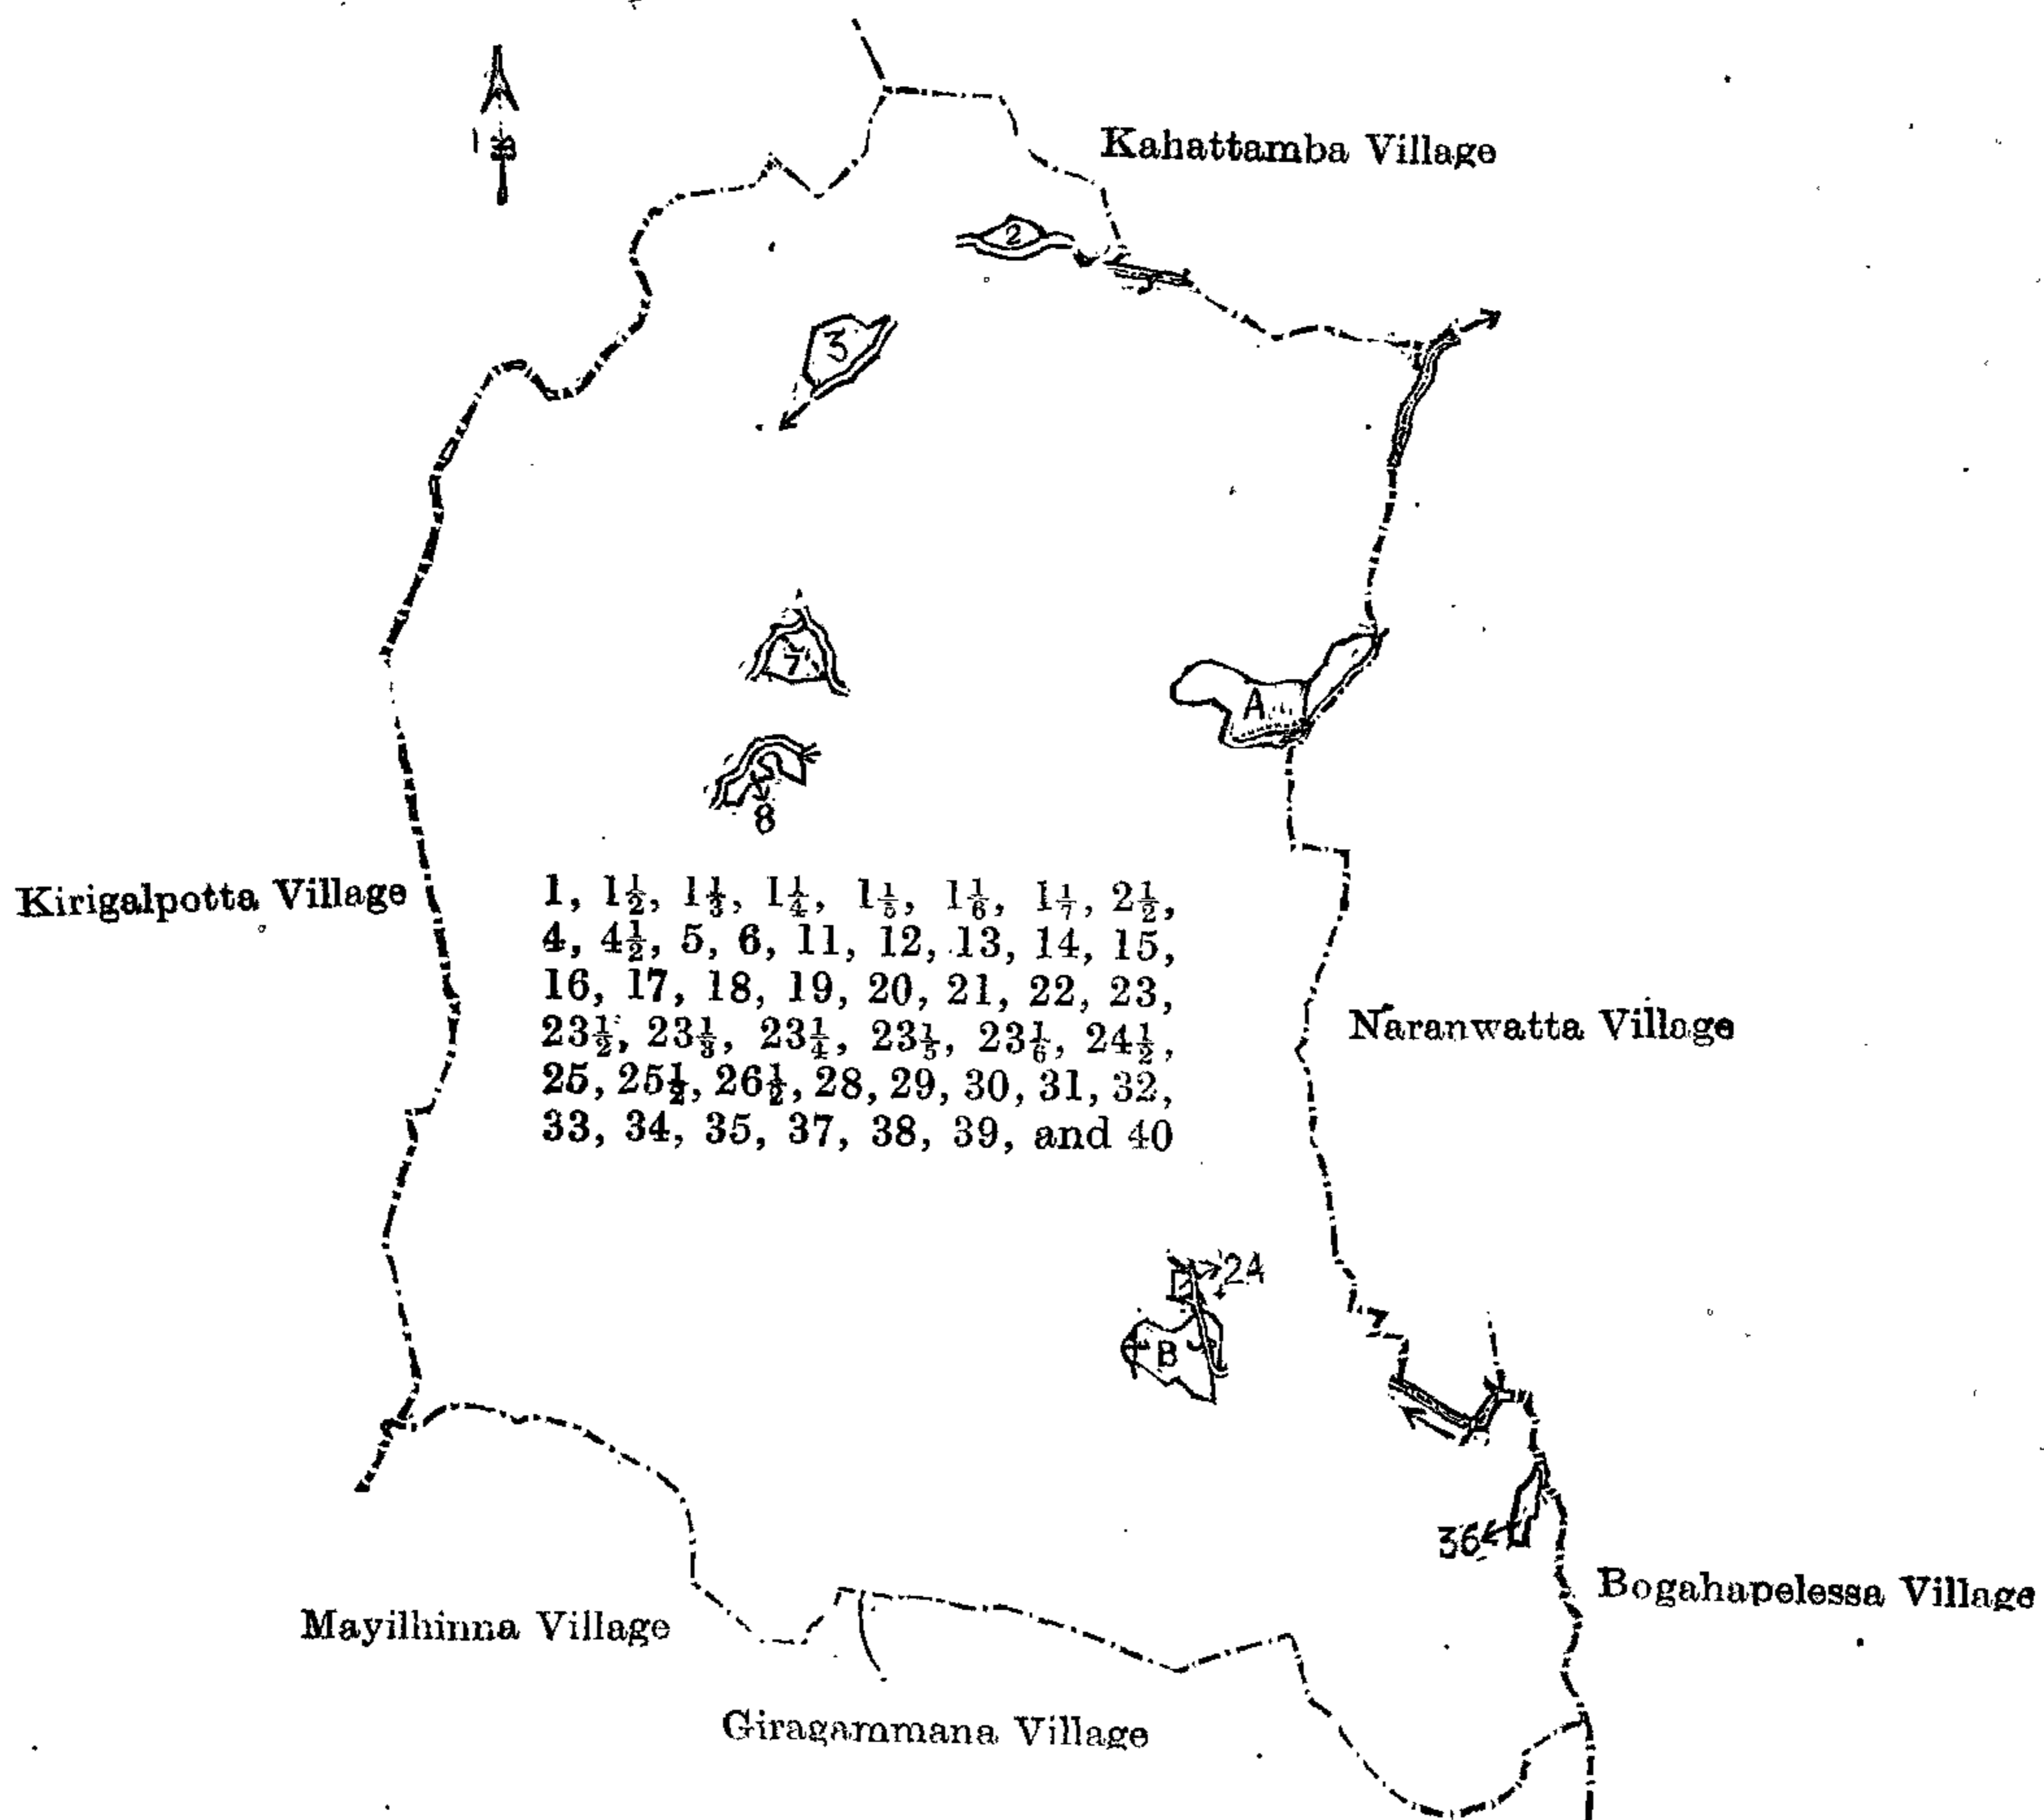 Kahattamba Village
2
3
7
A
8
Kirigalpotta Village
1, 1½, 1⅓, 1¼, 1⅕, 1⅙, 1⅐, 2½,
4, 4½, 5, 6, 11, 12, 13, 14, 15,
16, 17, 18, 19, 20, 21, 22, 23,
23½, 23⅓, 23¼, 23⅕, 23⅙, 24½,
25, 25½, 26½, 28, 29, 30, 31, 32,
33, 34, 35, 37, 38, 39, and 40
Naranwatta Village
24
B
36
Bogahapelessa Village
Mayilhinna Village
Giragammana Village